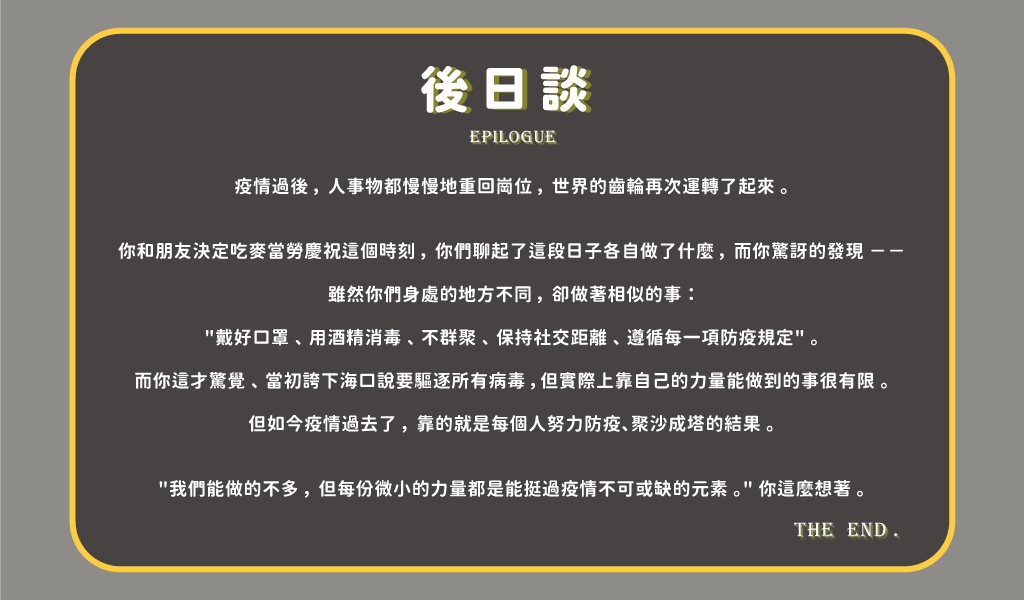 後日談
EPILOGUE
疫情過後，人事物都慢慢地重回崗位，世界的齒輪再次運轉了起來。
你和朋友決定吃麥當勞慶祝這個時刻，你們聊起了這段日子各自做了什麼，而你驚訝的發現－－
雖然你們身處的地方不同，卻做著相似的事：
"戴好口罩、用酒精消毒、不群聚、保持社交距離、遵循每一項防疫規定"。
而你這才驚覺、當初誇下海口說要驅逐所有病毒，但實際上靠自己的力量能做到的事很有限。
但如今疫情過去了，靠的就是每個人努力防疫、聚沙成塔的結果。
"我們能做的不多，但每份微小的力量都是能挺過疫情不可或缺的元素。" 你這麼想著。
THE END.